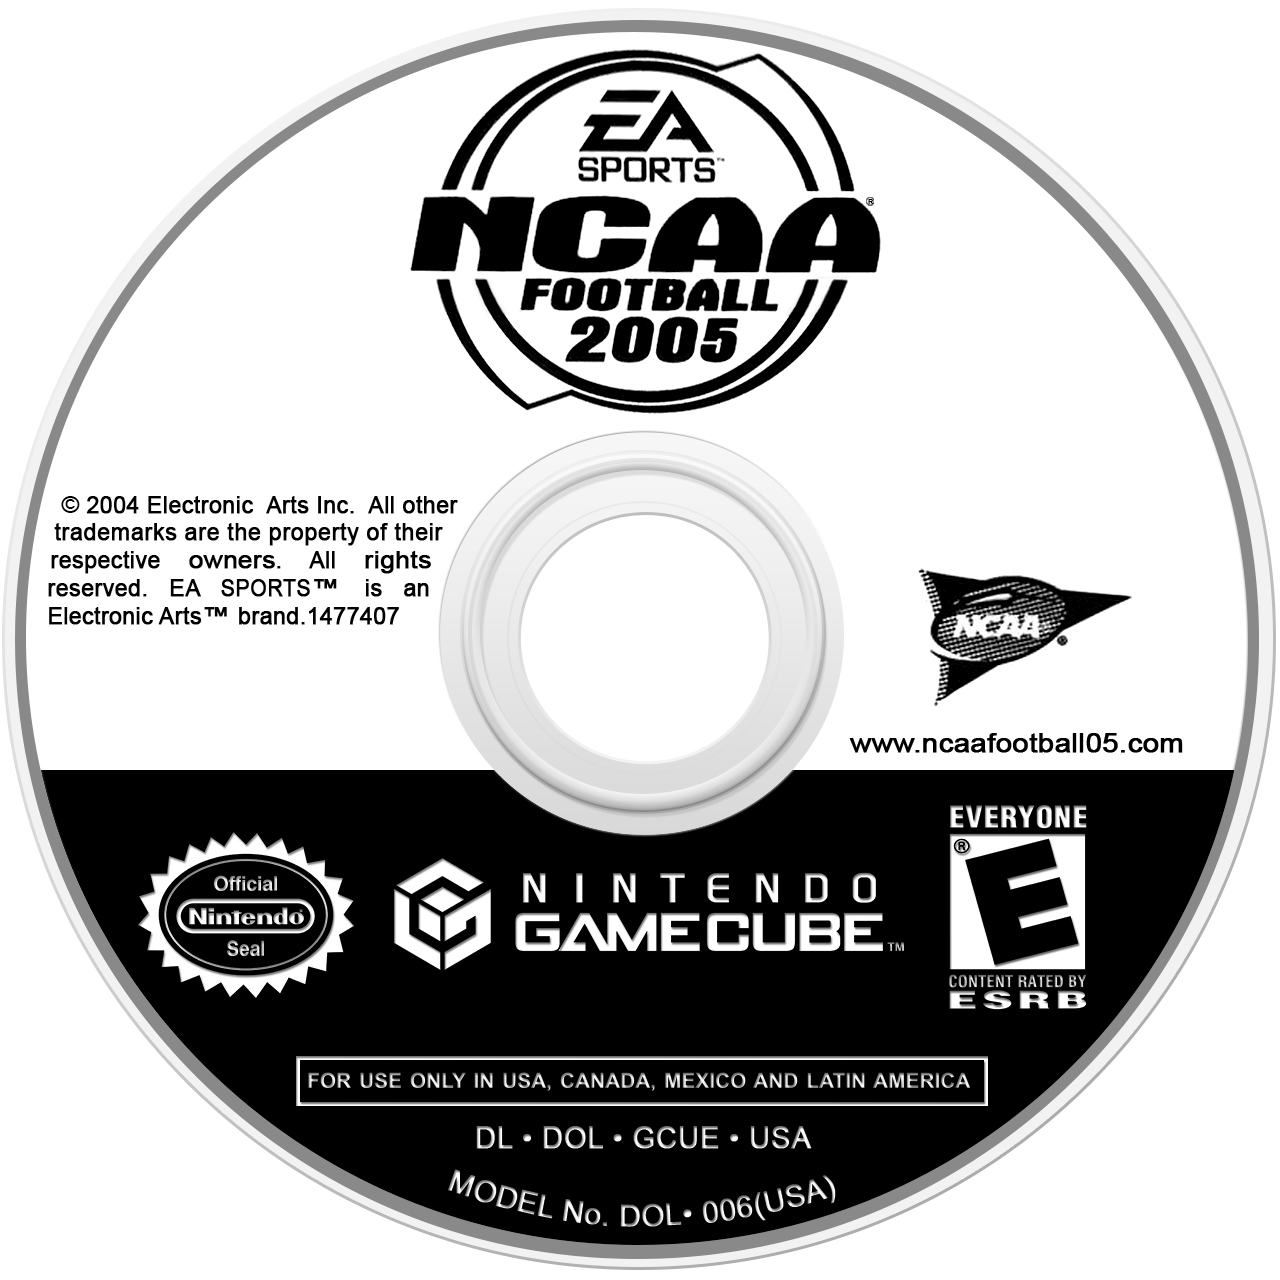 EA
SPORTS™
NCAA®
FOOTBALL
2005
© 2004 Electronic Arts Inc. All other
trademarks are the property of their
respective owners. All rights
reserved. EA SPORTS™ is an
Electronic Arts™ brand.1477407
NCAA®
www.ncaafootball05.com
Official
Nintendo®
Seal
NINTENDO
GAMECUBE™
EVERYONE
®
E
CONTENT RATED BY
ESRB
FOR USE ONLY IN USA, CANADA, MEXICO AND LATIN AMERICA
DL • DOL • GCUE • USA
MODEL No. DOL• 006(USA)